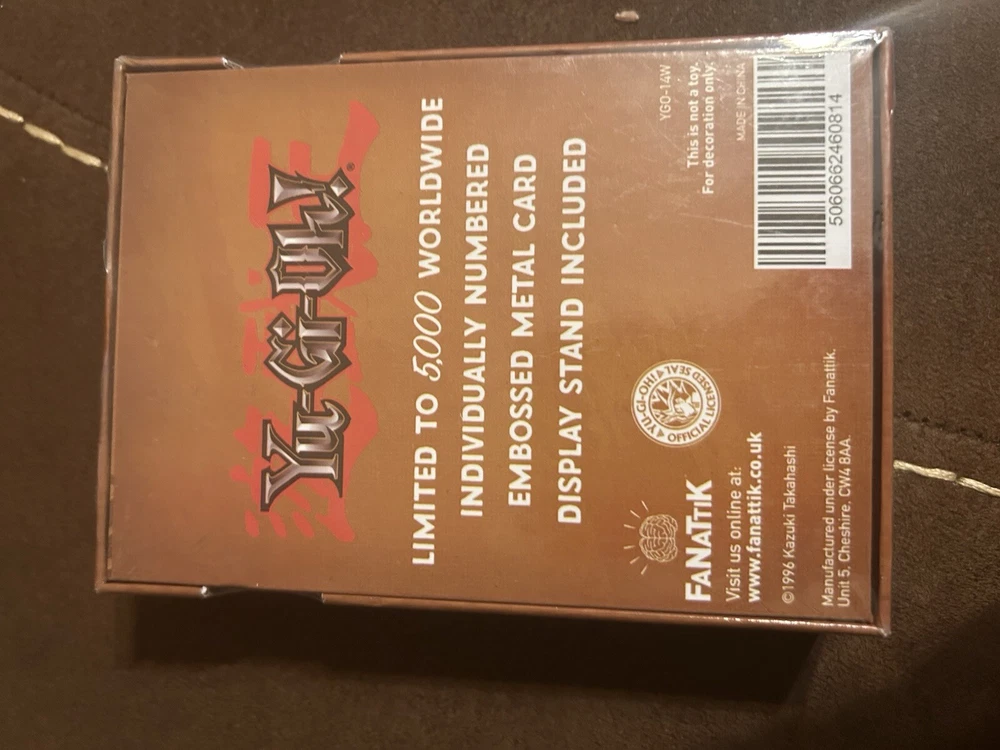 Yu-Gi-Oh!®
LIMITED TO 5,000 WORLDWIDE
INDIVIDUALLY NUMBERED
EMBOSSED METAL CARD
DISPLAY STAND INCLUDED
YU-GI-OH! OFFICIAL LICENSED SEAL
FANATTIK
Visit us online at:
www.fanattik.co.uk
©1996 Kazuki Takahashi
Manufactured under license by Fanattik.
Unit 5, Cheshire. CW4 8AA.
YGO-14W
This is not a toy.
For decoration only.
MADE IN CHINA
5060662460814